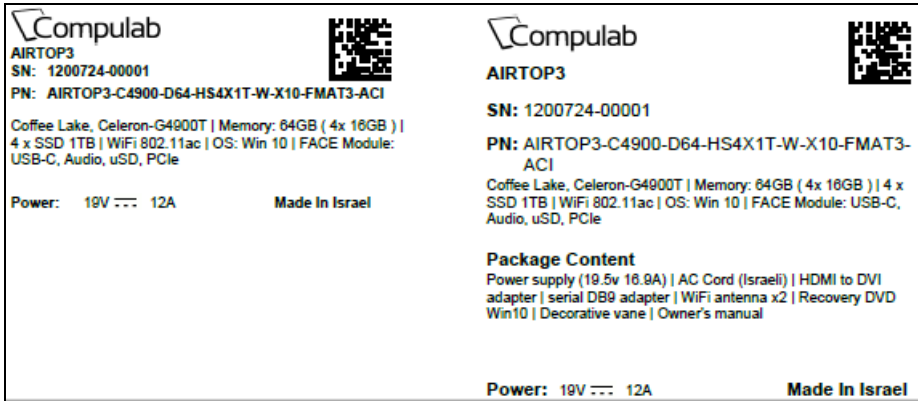 Compulab
AIRTOP3
SN: 1200724-00001
PN: AIRTOP3-C4900-D64-HS4X1T-W-X10-FMAT3-ACI
Coffee Lake, Celeron-G4900T | Memory: 64GB ( 4x 16GB ) |
4 x SSD 1TB | WiFi 802.11ac | OS: Win 10 | FACE Module:
USB-C, Audio, uSD, PCIe
Power: 19V 12A Made In Israel
Compulab
AIRTOP3
SN: 1200724-00001
PN: AIRTOP3-C4900-D64-HS4X1T-W-X10-FMAT3-
ACI
Coffee Lake, Celeron-G4900T | Memory: 64GB ( 4x 16GB ) | 4 x
SSD 1TB | WiFi 802.11ac | OS: Win 10 | FACE Module: USB-C,
Audio, uSD, PCIe
Package Content
Power supply (19.5v 16.9A) | AC Cord (Israeli) | HDMI to DVI
adapter | serial DB9 adapter | WiFi antenna x2 | Recovery DVD
Win10 | Decorative vane | Owner's manual
Power: 19V 12A Made In Israel